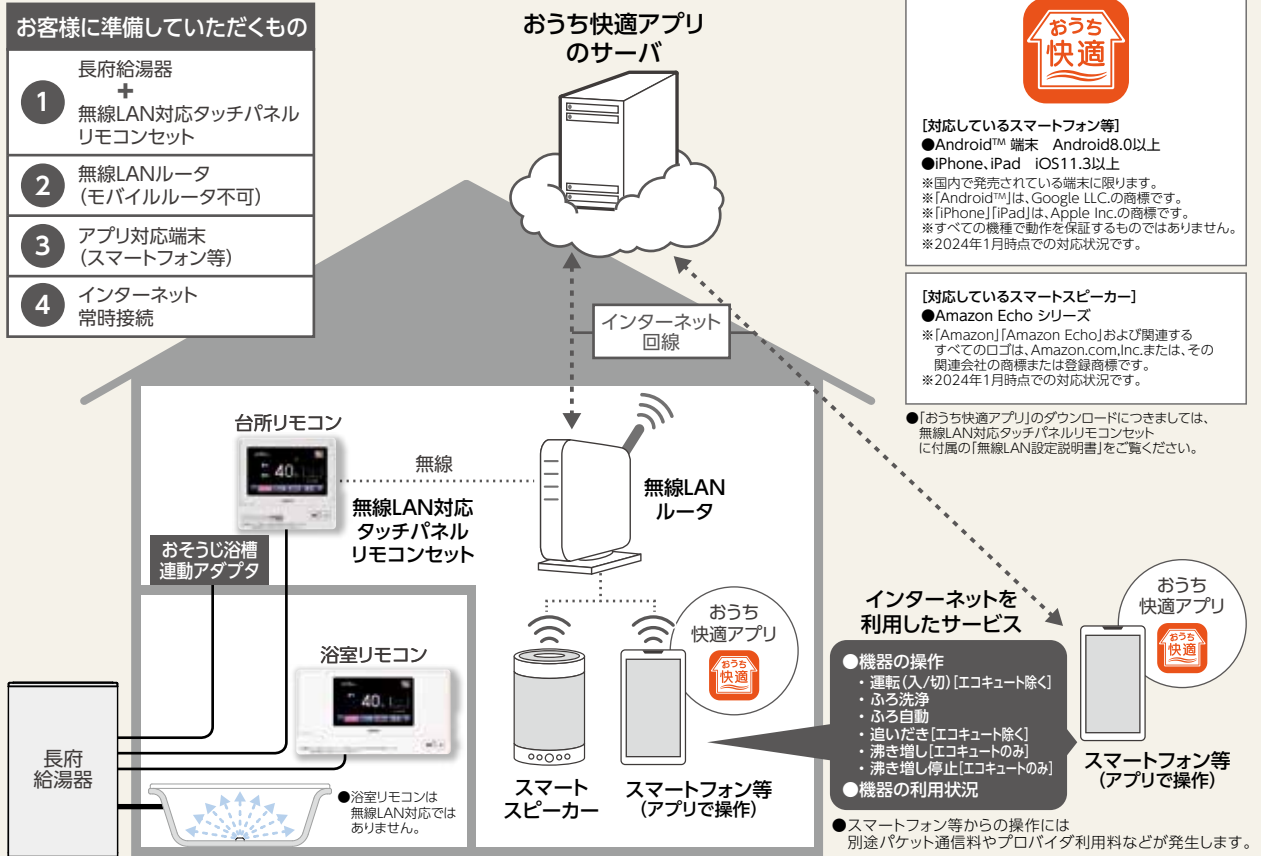 お客様に準備していただくもの
1
長府給湯器
+
無線LAN対応タッチパネル
リモコンセット
2
無線LANルータ
(モバイルルータ不可)
3
アプリ対応端末
(スマートフォン等)
4
インターネット
常時接続
おうち快適アプリ
のサーバ
おうち
快適
[対応しているスマートフォン等]
●Android™ 端末 Android8.0以上
●iPhone、iPad iOS11.3以上
※国内で発売されている端末に限ります。
※「Android™」は、Google LLC.の商標です。
※「iPhone」「iPad」は、Apple Inc.の商標です。
※すべての機種で動作を保証するものではありません。
※2024年1月時点での対応状況です。
[対応しているスマートスピーカー]
●Amazon Echo シリーズ
※「Amazon」「Amazon Echo」および関連する
すべてのロゴは、Amazon.com,Inc.または、その
関連会社の商標または登録商標です。
※2024年1月時点での対応状況です。
●「おうち快適アプリ」のダウンロードにつきましては、
無線LAN対応タッチパネルリモコンセット
に付属の「無線LAN設定説明書」をご覧ください。
インターネット
回線
台所リモコン
40
無線
無線LAN対応
タッチパネル
リモコンセット
無線LAN
ルータ
おそうじ浴槽
連動アダプタ
浴室リモコン
40
長府
給湯器
●浴室リモコンは
無線LAN対応では
ありません。
スマート
スピーカー
おうち
快適アプリ
おうち
快適
スマートフォン等
(アプリで操作)
インターネットを
利用したサービス
●機器の操作
・運転(入/切)[エコキュート除く]
・ふろ洗浄
・ふろ自動
・追いだき[エコキュート除く]
・沸き増し[エコキュートのみ]
・沸き増し停止[エコキュートのみ]
●機器の利用状況
おうち
快適アプリ
おうち
快適
スマートフォン等
(アプリで操作)
●スマートフォン等からの操作には
別途パケット通信料やプロバイダ利用料などが発生します。